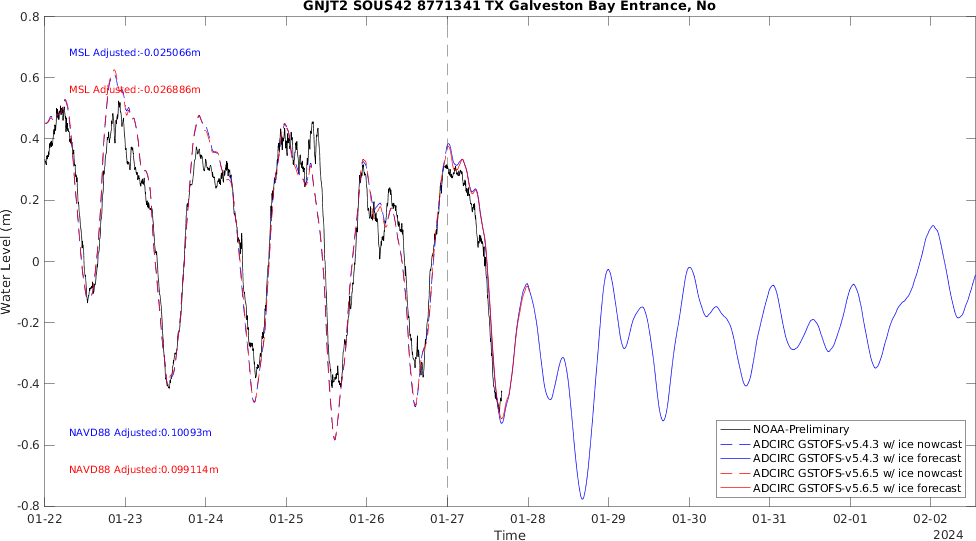 GNJT2 SOUS42 8771341 TX Galveston Bay Entrance, No
0.8
0.6
0.4
0.2
0
-0.2
-0.4
-0.6
-0.8
Water Level (m)
MSL Adjusted:-0.025066m
MSL Adjusted:-0.026886m
NAVD88 Adjusted:0.10093m
NAVD88 Adjusted:0.099114m
NOAA-Preliminary
ADCIRC GSTOFS-v5.4.3 w/ ice nowcast
ADCIRC GSTOFS-v5.4.3 w/ ice forecast
ADCIRC GSTOFS-v5.6.5 w/ ice nowcast
ADCIRC GSTOFS-v5.6.5 w/ ice forecast
01-22 01-23 01-24 01-25 01-26 01-27 01-28 01-29 01-30 01-31 02-01 02-02
2024
Time